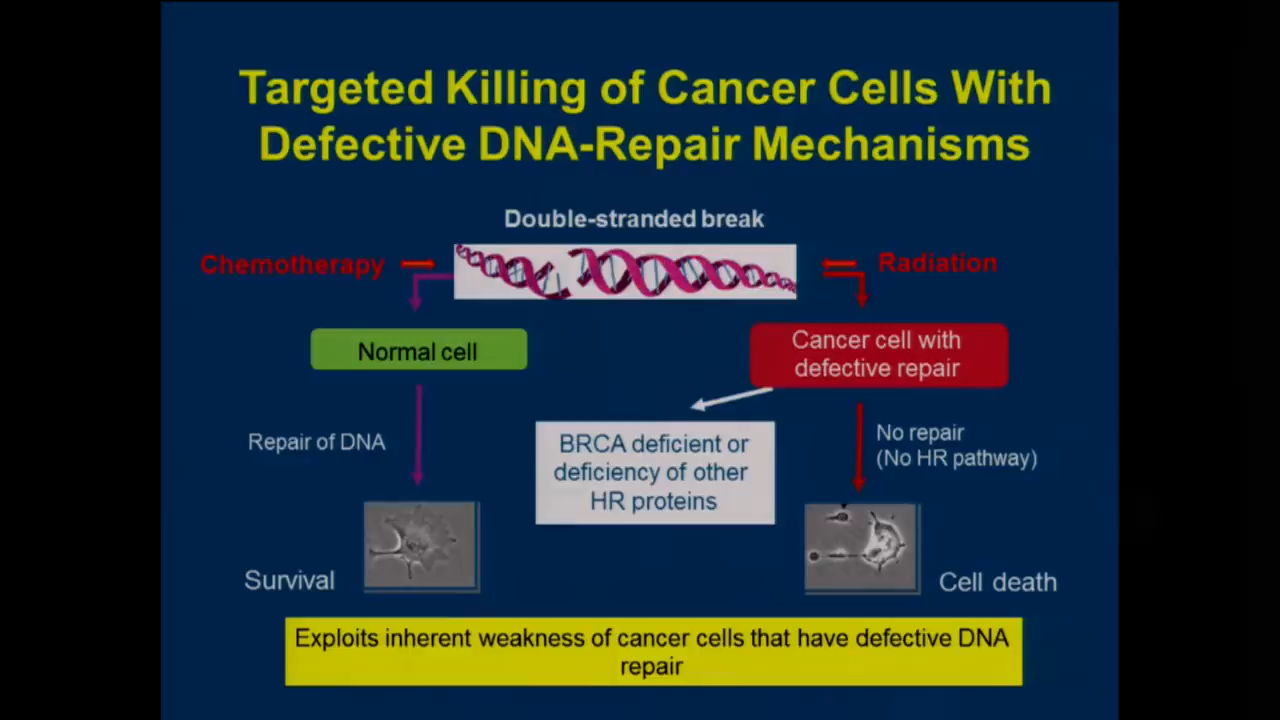 Targeted Killing of Cancer Cells With
Defective DNA-Repair Mechanisms
Double-stranded break
Chemotherapy
Radiation
Normal cell
Cancer cell with
defective repair
Repair of DNA
BRCA deficient or
deficiency of other
HR proteins
No repair
(No HR pathway)
Survival
Cell death
Exploits inherent weakness of cancer cells that have defective DNA
repair